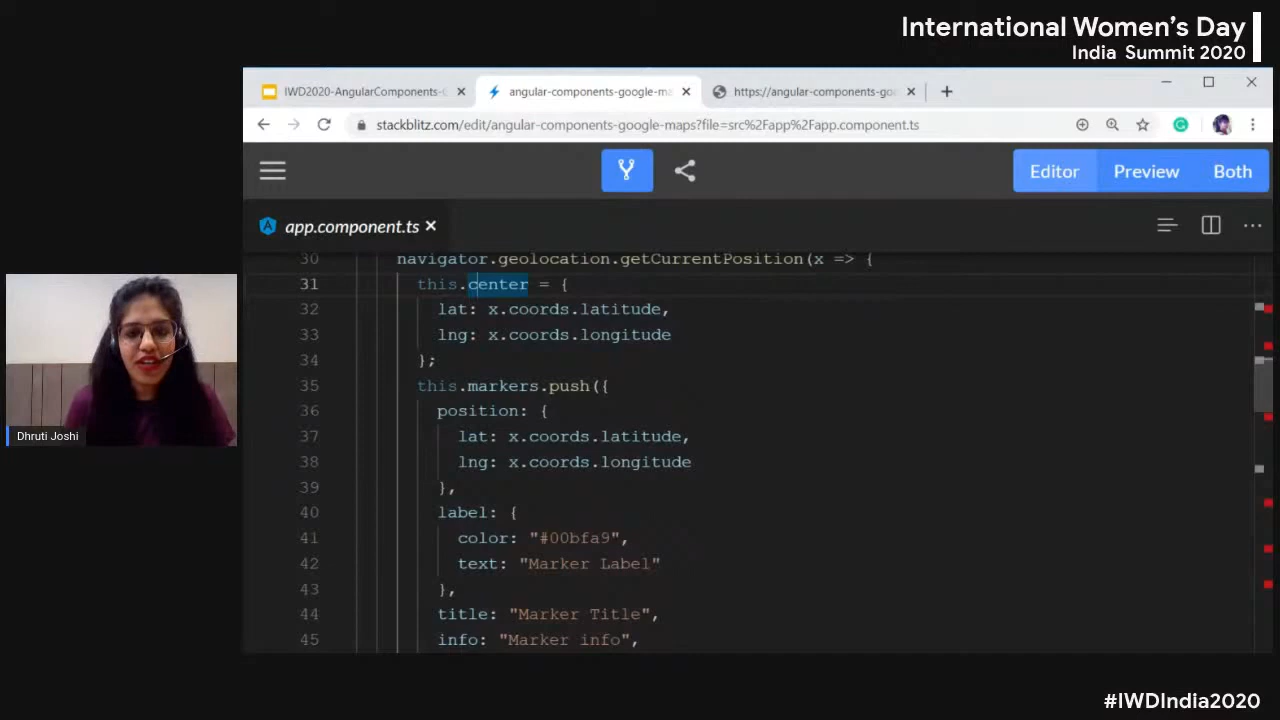 International Women's Day
India Summit 2020
IWD2020-AngularComponents-
angular-components-google-ma
https://angular-components-goo
stackblitz.com/edit/angular-components-google-maps?file=src%2Fapp%2Fapp.component.ts
Editor Preview Both
app.component.ts
30 navigator.geolocation.getCurrentPosition(x => {
31 this.center = {
32 lat: x.coords.latitude,
33 lng: x.coords.longitude
34 };
35 this.markers.push({
36 position: {
37 lat: x.coords.latitude,
38 lng: x.coords.longitude
39 },
40 label: {
41 color: "#00bfa9",
42 text: "Marker Label"
43 },
44 title: "Marker Title",
45 info: "Marker info",
Dhruti Joshi
#IWDIndia2020